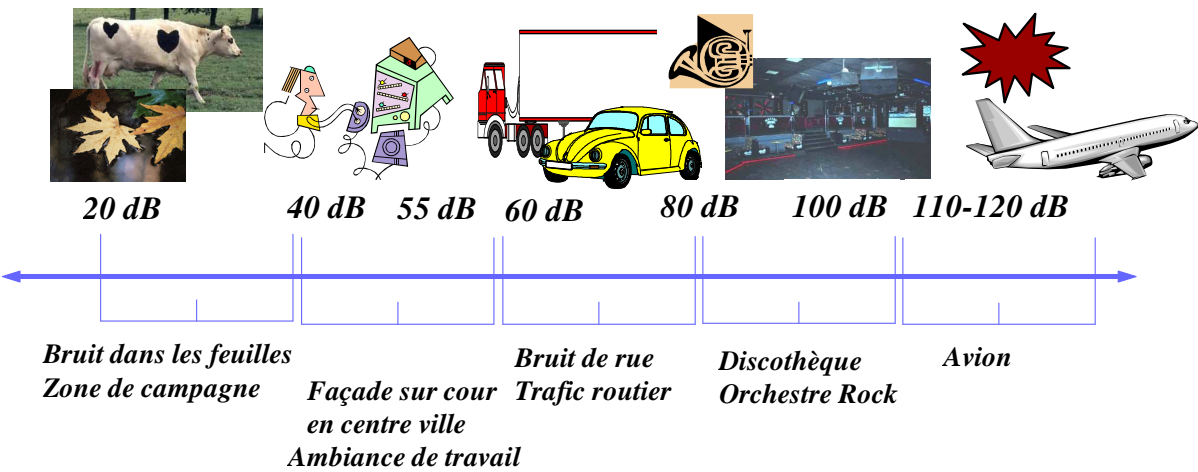 20 dB
40 dB
55 dB
60 dB
80 dB
100 dB
110-120 dB
Bruit dans les feuilles
Zone de campagne
Façade sur cour
en centre ville
Ambiance de travail
Bruit de rue
Trafic routier
Discothèque
Orchestre Rock
Avion